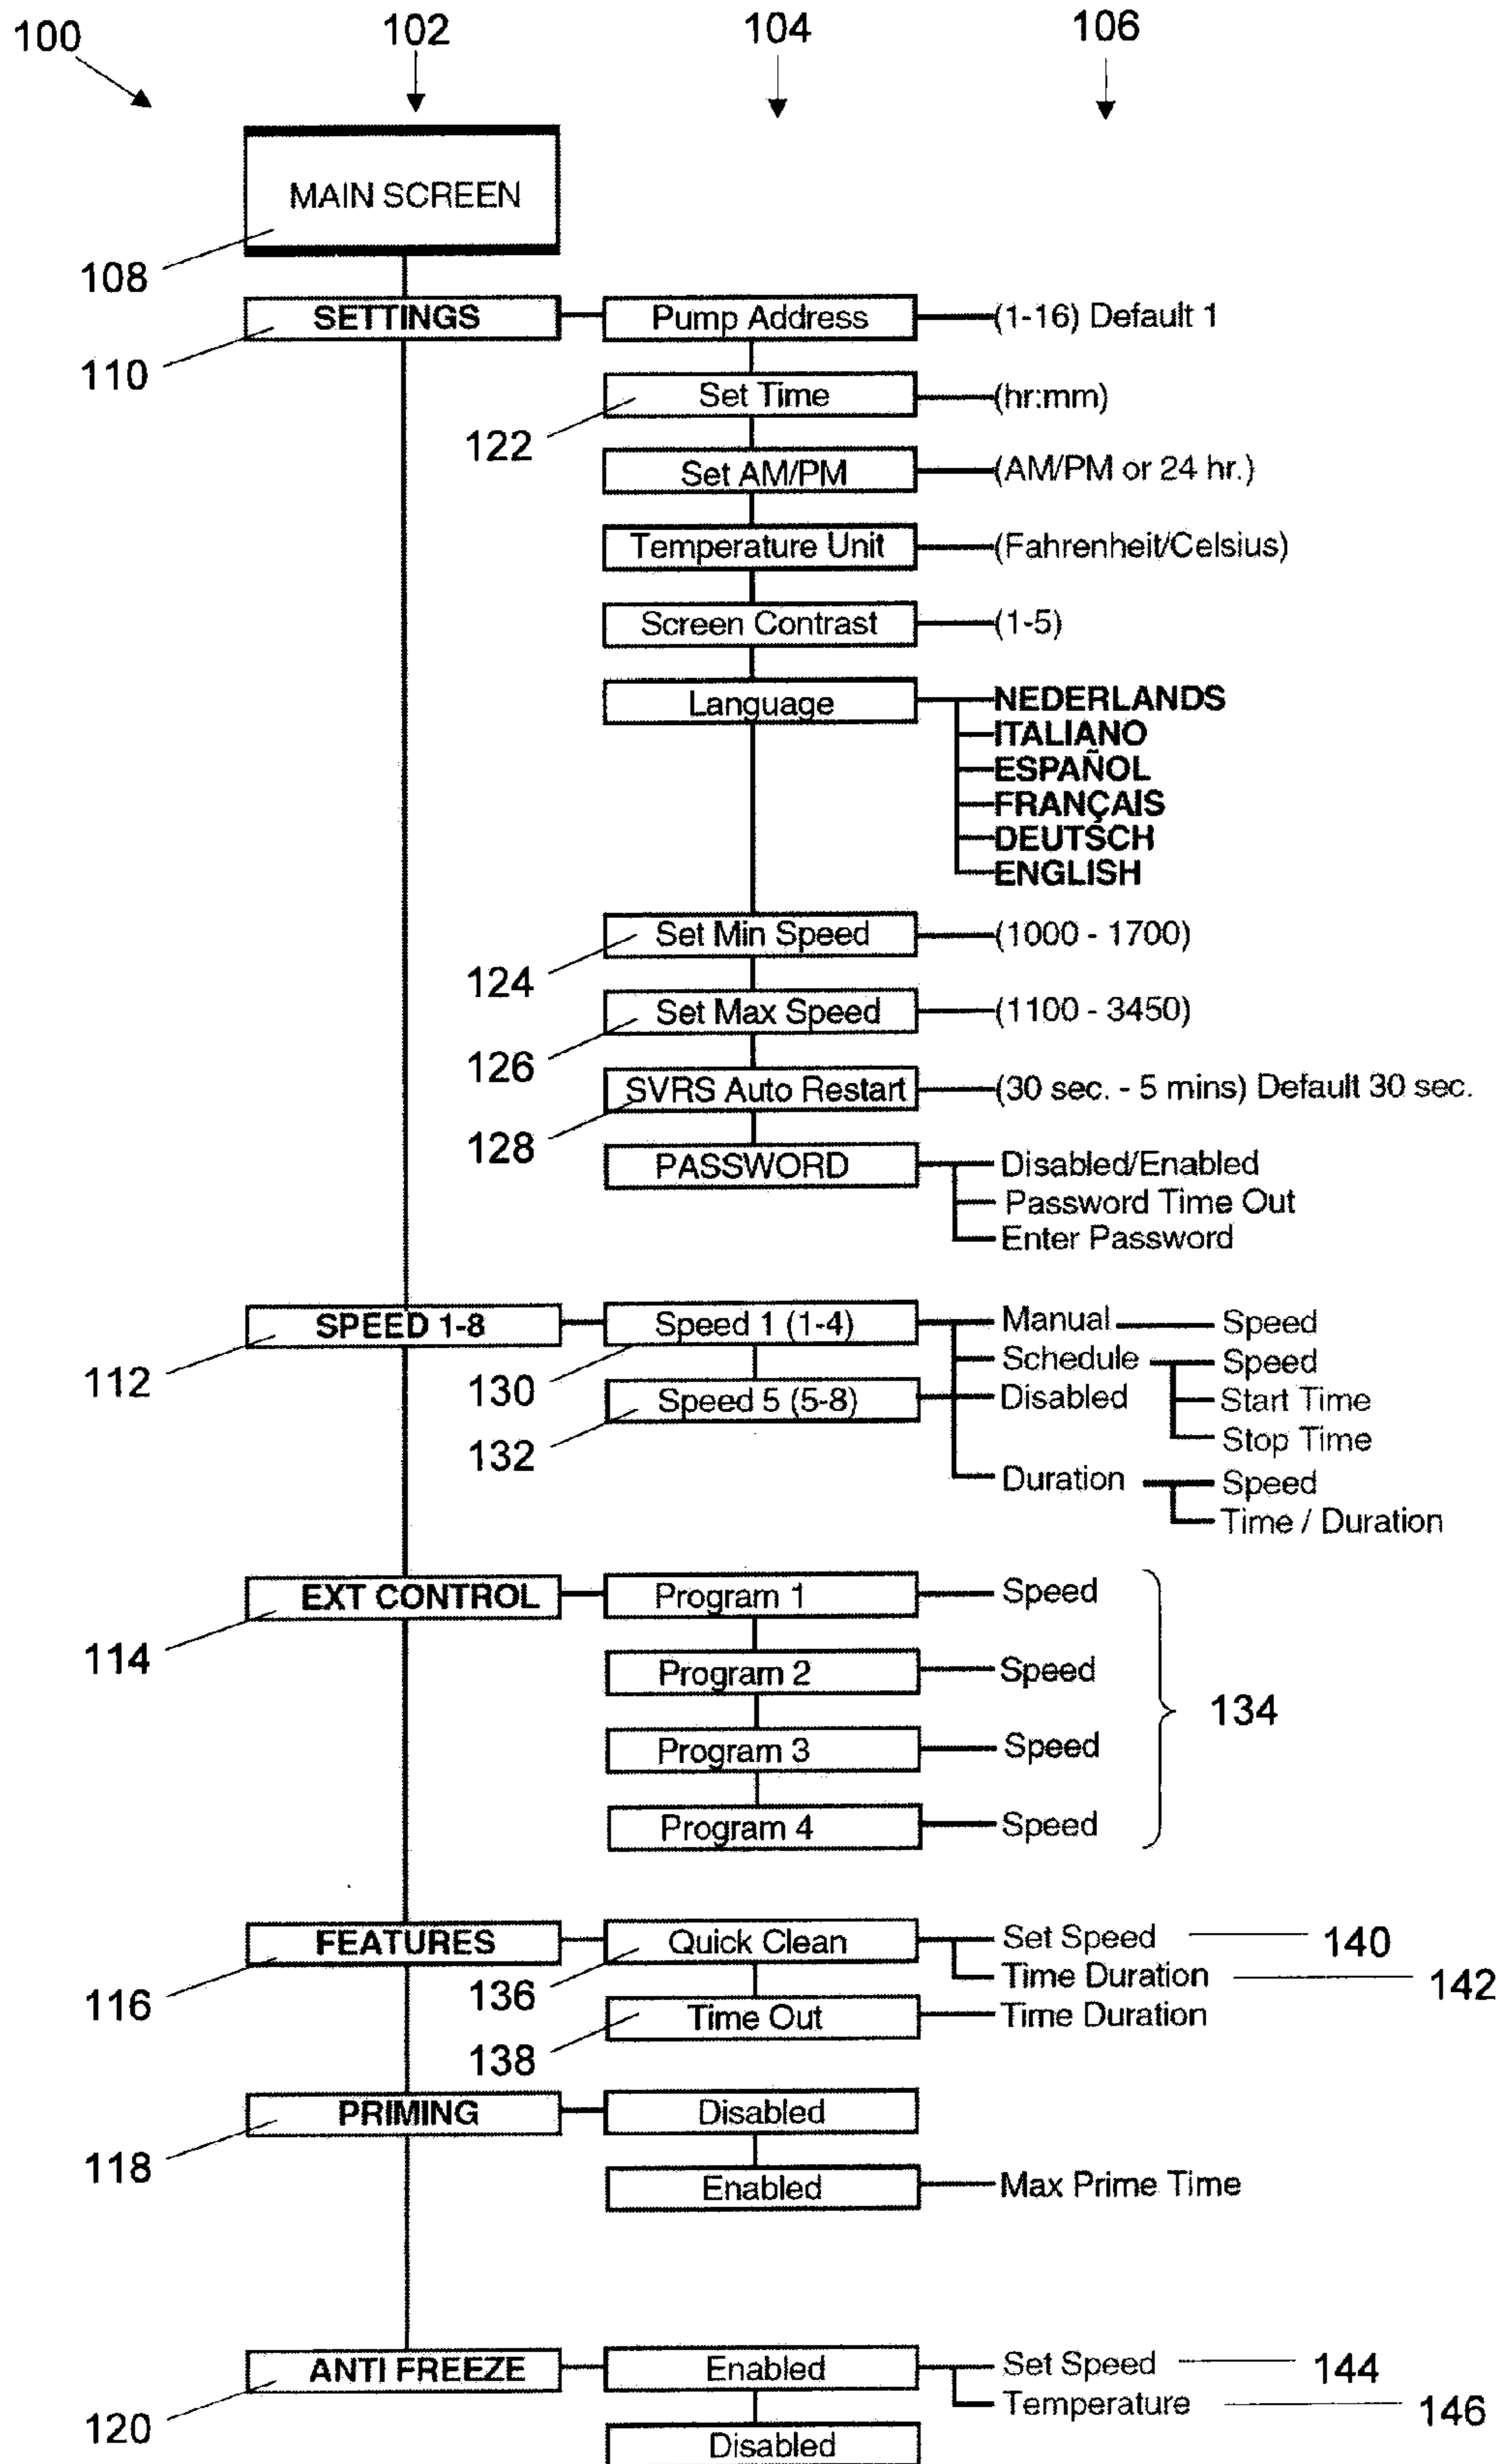 100 102 104 106
MAIN SCREEN
108
SETTINGS Pump Address (1-16) Default 1
110
Set Time (hr:mm)
122
Set AM/PM (AM/PM or 24 hr.)
Temperature Unit (Fahrenheit/Celsius)
Screen Contrast (1-5)
Language NEDERLANDS
ITALIANO
ESPAÑOL
FRANÇAIS
DEUTSCH
ENGLISH
Set Min Speed (1000 - 1700)
124
Set Max Speed (1100 - 3450)
126
SVRS Auto Restart (30 sec. - 5 mins) Default 30 sec.
128
PASSWORD Disabled/Enabled
Password Time Out
Enter Password
SPEED 1-8 Speed 1 (1-4) Manual Speed
Schedule Speed
112 130
Speed 5 (5-8) Disabled Start Time
132 Stop Time
Duration Speed
Time / Duration
EXT CONTROL Program 1 Speed
114
Program 2 Speed
134
Program 3 Speed
Program 4 Speed
FEATURES Quick Clean Set Speed 140
116 136 Time Duration 142
Time Out Time Duration
138
PRIMING Disabled
118
Enabled Max Prime Time
ANTI FREEZE Enabled Set Speed 144
Temperature 146
120
Disabled